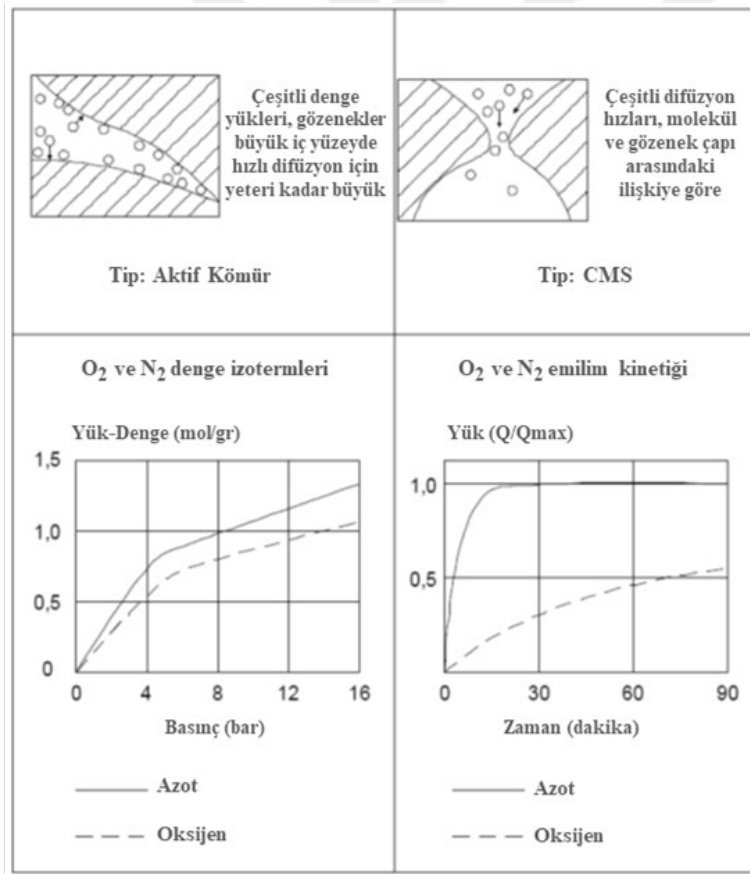 Çeşitli denge
yükleri, gözenekler
büyük iç yüzeyde
hızlı difüzyon için
yeteri kadar büyük
Tip: Aktif Kömür
Çeşitli difüzyon
hızları, molekül
ve gözenek çapı
arasındaki
ilişkiye göre
Tip: CMS
O2 ve N2 denge izotermleri
Yük-Denge (mol/gr)
1,5
1,0
0,5
0
0 4 8 12 16
Basınç (bar)
Azot
Oksijen
O2 ve N2 emilim kinetiği
Yük (Q/Qmax)
1,0
0,5
0 30 60 90
Zaman (dakika)
Azot
Oksijen